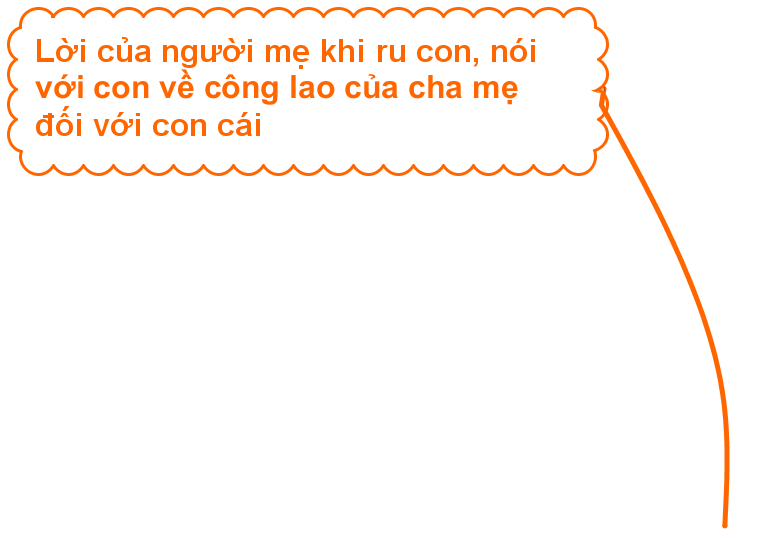 Lời của người mẹ khi ru con, nói
với con về công lao của cha mẹ
đối với con cái